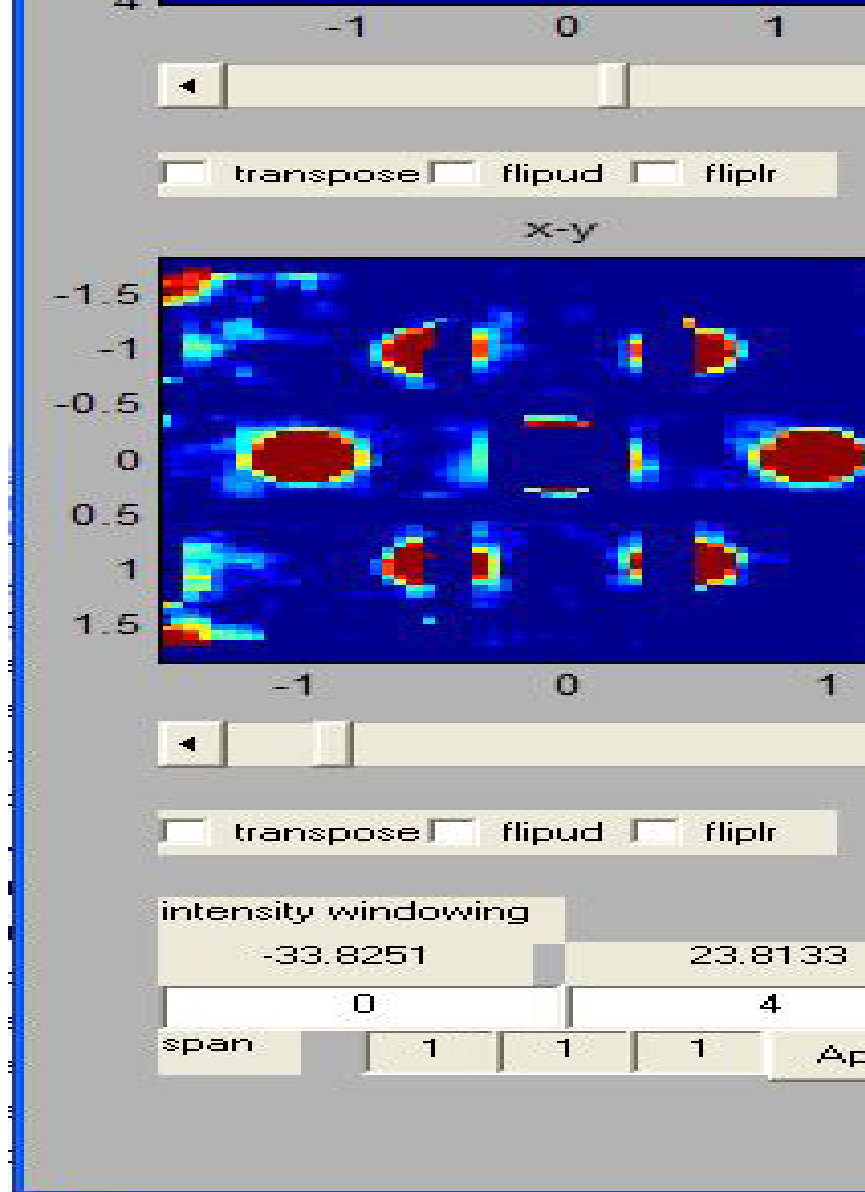 -1 0 1
transpose flipud fliplr
x-y
-1.5
-1
-0.5
0
0.5
1
1.5
-1 0 1
transpose flipud fliplr
intensity windowing
-33.8251 23.8133
0 4
span 1 1 1